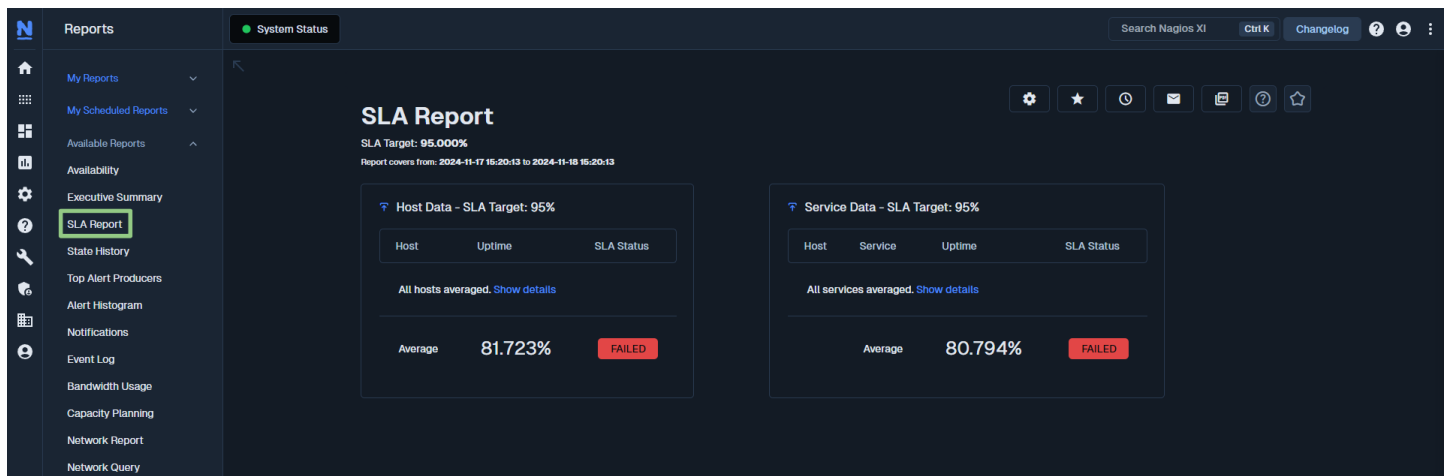 N
Reports
System Status
Search Nagios XI
Ctrl K
Changelog
My Reports
My Scheduled Reports
Available Reports
Availability
Executive Summary
SLA Report
State History
Top Alert Producers
Alert Histogram
Notifications
Event Log
Bandwidth Usage
Capacity Planning
Network Report
Network Query
SLA Report
SLA Target: 95.000%
Report covers from: 2024-11-17 15:20:13 to 2024-11-18 15:20:13
Host Data - SLA Target: 95%
Host Uptime SLA Status
All hosts averaged. Show details
Average 81.723% FAILED
Service Data - SLA Target: 95%
Host Service Uptime SLA Status
All services averaged. Show details
Average 80.794% FAILED